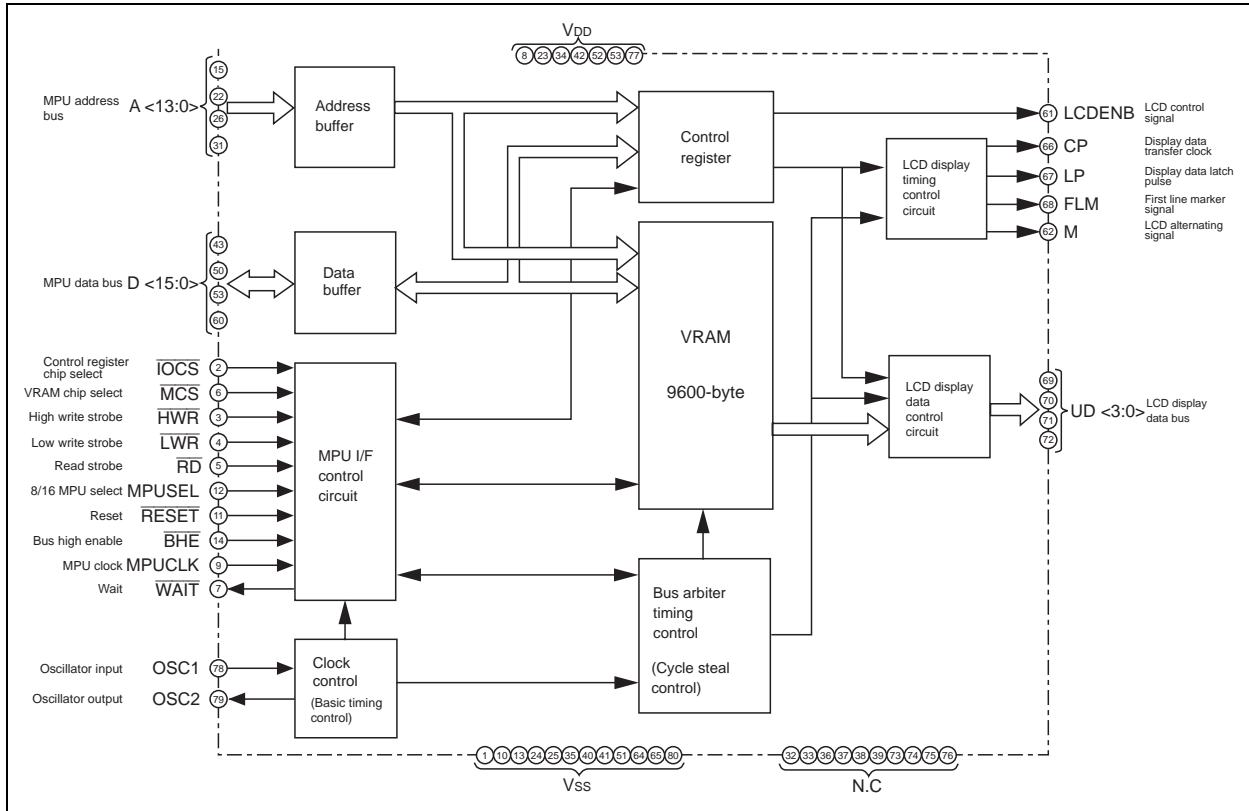 VDD
8 23 34 42 52 53 77
MPU address
bus
A <13:0>
15
22
26
31
Address
buffer
Control
register
61 LCDENB LCD control
signal
LCD display
timing
control
circuit
66 CP Display data
transfer clock
67 LP Display data latch
pulse
68 FLM First line marker
signal
62 M LCD alternating
signal
MPU data bus D <15:0>
43
50
53
60
Data
buffer
VRAM
9600-byte
LCD display
data
control
circuit
69
70
71
72
UD <3:0> LCD display
data bus
Control register
chip select
IOCS 2
VRAM chip select MCS 6
High write strobe HWR 3
Low write strobe LWR 4
Read strobe RD 5
8/16 MPU select MPUSEL 12
Reset RESET 11
Bus high enable BHE 14
MPU clock MPUCLK 9
Wait WAIT 7
MPU I/F
control
circuit
Bus arbiter
timing
control
(Cycle steal
control)
Oscillator input OSC1 78
Oscillator output OSC2 79
Clock
control
(Basic timing
control)
1 10 13 24 25 35 40 41 51 64 65 80
VSS
32 33 36 37 38 39 73 74 75 76
N.C